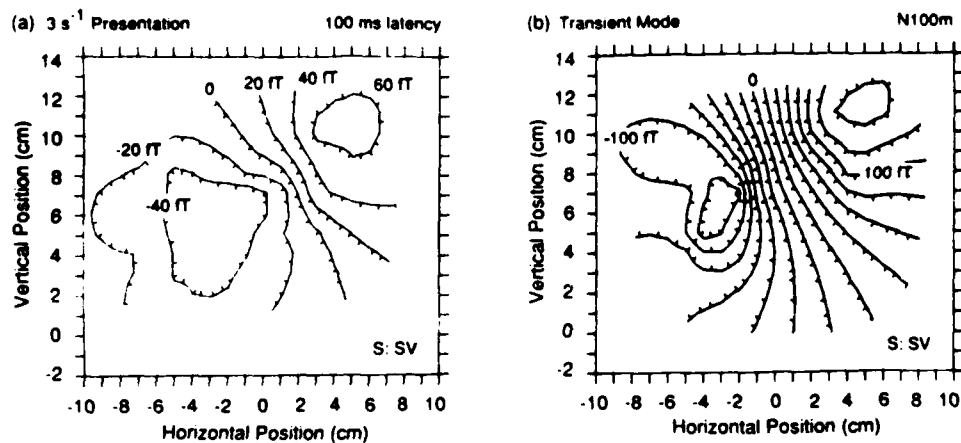 (a) 3 s⁻¹ Presentation 100 ms latency
14
12
10
8
6
4
2
0
-2
Vertical Position (cm)
0 20 fT 40 fT 60 fT
-20 fT
-40 fT
S: SV
-10 -8 -6 -4 -2 0 2 4 6 8 10
Horizontal Position (cm)
(b) Transient Mode N100m
14
12
10
8
6
4
2
0
-2
Vertical Position (cm)
0
-100 fT
100 fT
S: SV
-10 -8 -6 -4 -2 0 2 4 6 8 10
Horizontal Position (cm)